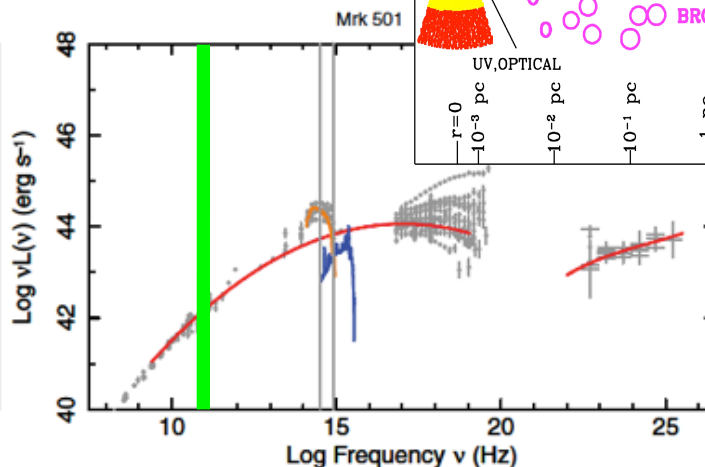 Mrk 501
BRO
UV,OPTICAL
r=0
10⁻³ pc
10⁻² pc
10⁻¹ pc
Log νL(ν) (erg s⁻¹)
48
46
44
42
40
10
15
20
25
Log Frequency ν (Hz)